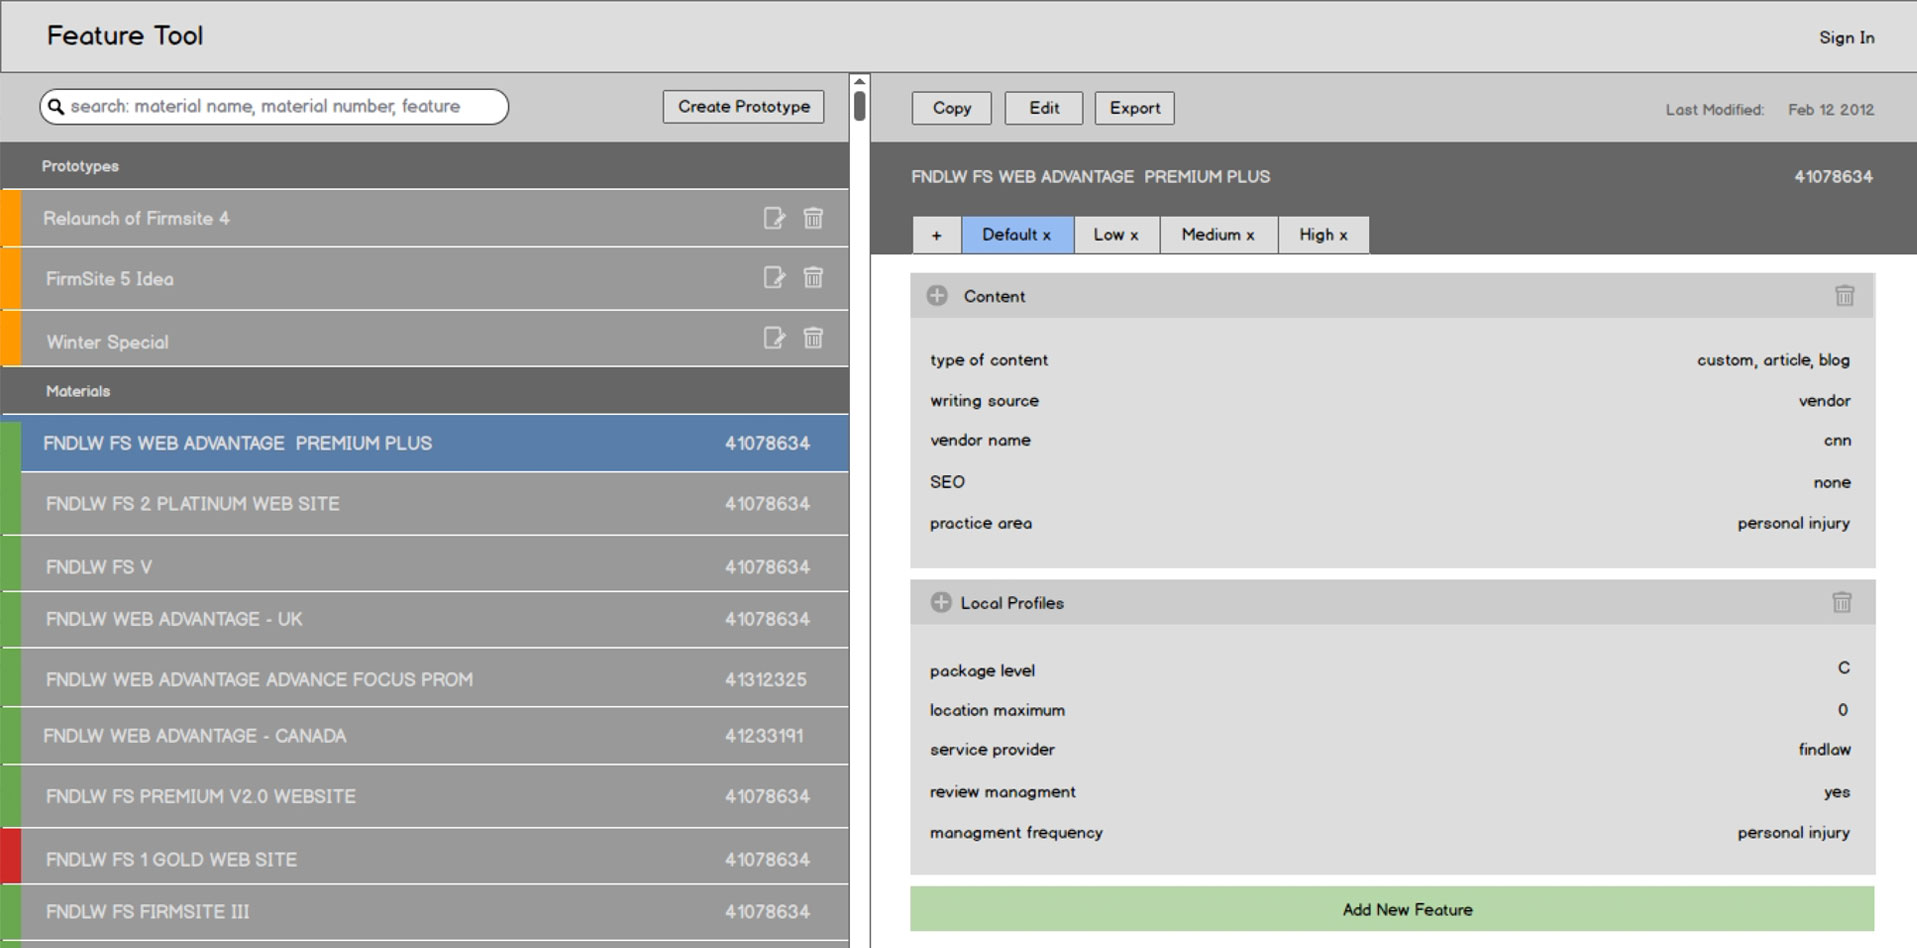 Feature Tool
Sign In
search: material name, material number, feature
Create Prototype
Copy
Edit
Export
Last Modified: Feb 12 2012
Prototypes
Relaunch of Firmsite 4
FirmSite 5 Idea
Winter Special
Materials
FNDLW FS WEB ADVANTAGE PREMIUM PLUS 41078634
FNDLW FS 2 PLATINUM WEB SITE 41078634
FNDLW FS V 41078634
FNDLW WEB ADVANTAGE - UK 41078634
FNDLW WEB ADVANTAGE ADVANCE FOCUS PROM 41312325
FNDLW WEB ADVANTAGE - CANADA 41233191
FNDLW FS PREMIUM V2.0 WEBSITE 41078634
FNDLW FS 1 GOLD WEB SITE 41078634
FNDLW FS FIRMSITE III 41078634
FNDLW FS WEB ADVANTAGE PREMIUM PLUS 41078634
+ Default x Low x Medium x High x
Content
type of content custom, article, blog
writing source vendor
vendor name cnn
SEO none
practice area personal injury
Local Profiles
package level C
location maximum 0
service provider findlaw
review managment yes
managment frequency personal injury
Add New Feature